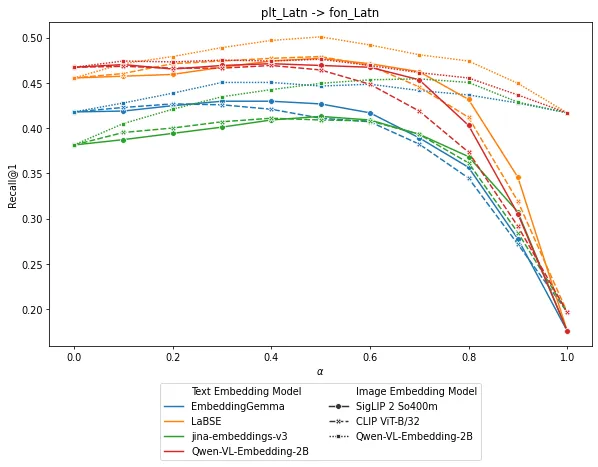 plt_Latn -> fon_Latn
Recall@1
0.50
0.45
0.40
0.35
0.30
0.25
0.20
0.0 0.2 0.4 0.6 0.8 1.0
α
Text Embedding Model Image Embedding Model
EmbeddingGemma SigLIP 2 So400m
LaBSE CLIP ViT-B/32
jina-embeddings-v3 Qwen-VL-Embedding-2B
Qwen-VL-Embedding-2B